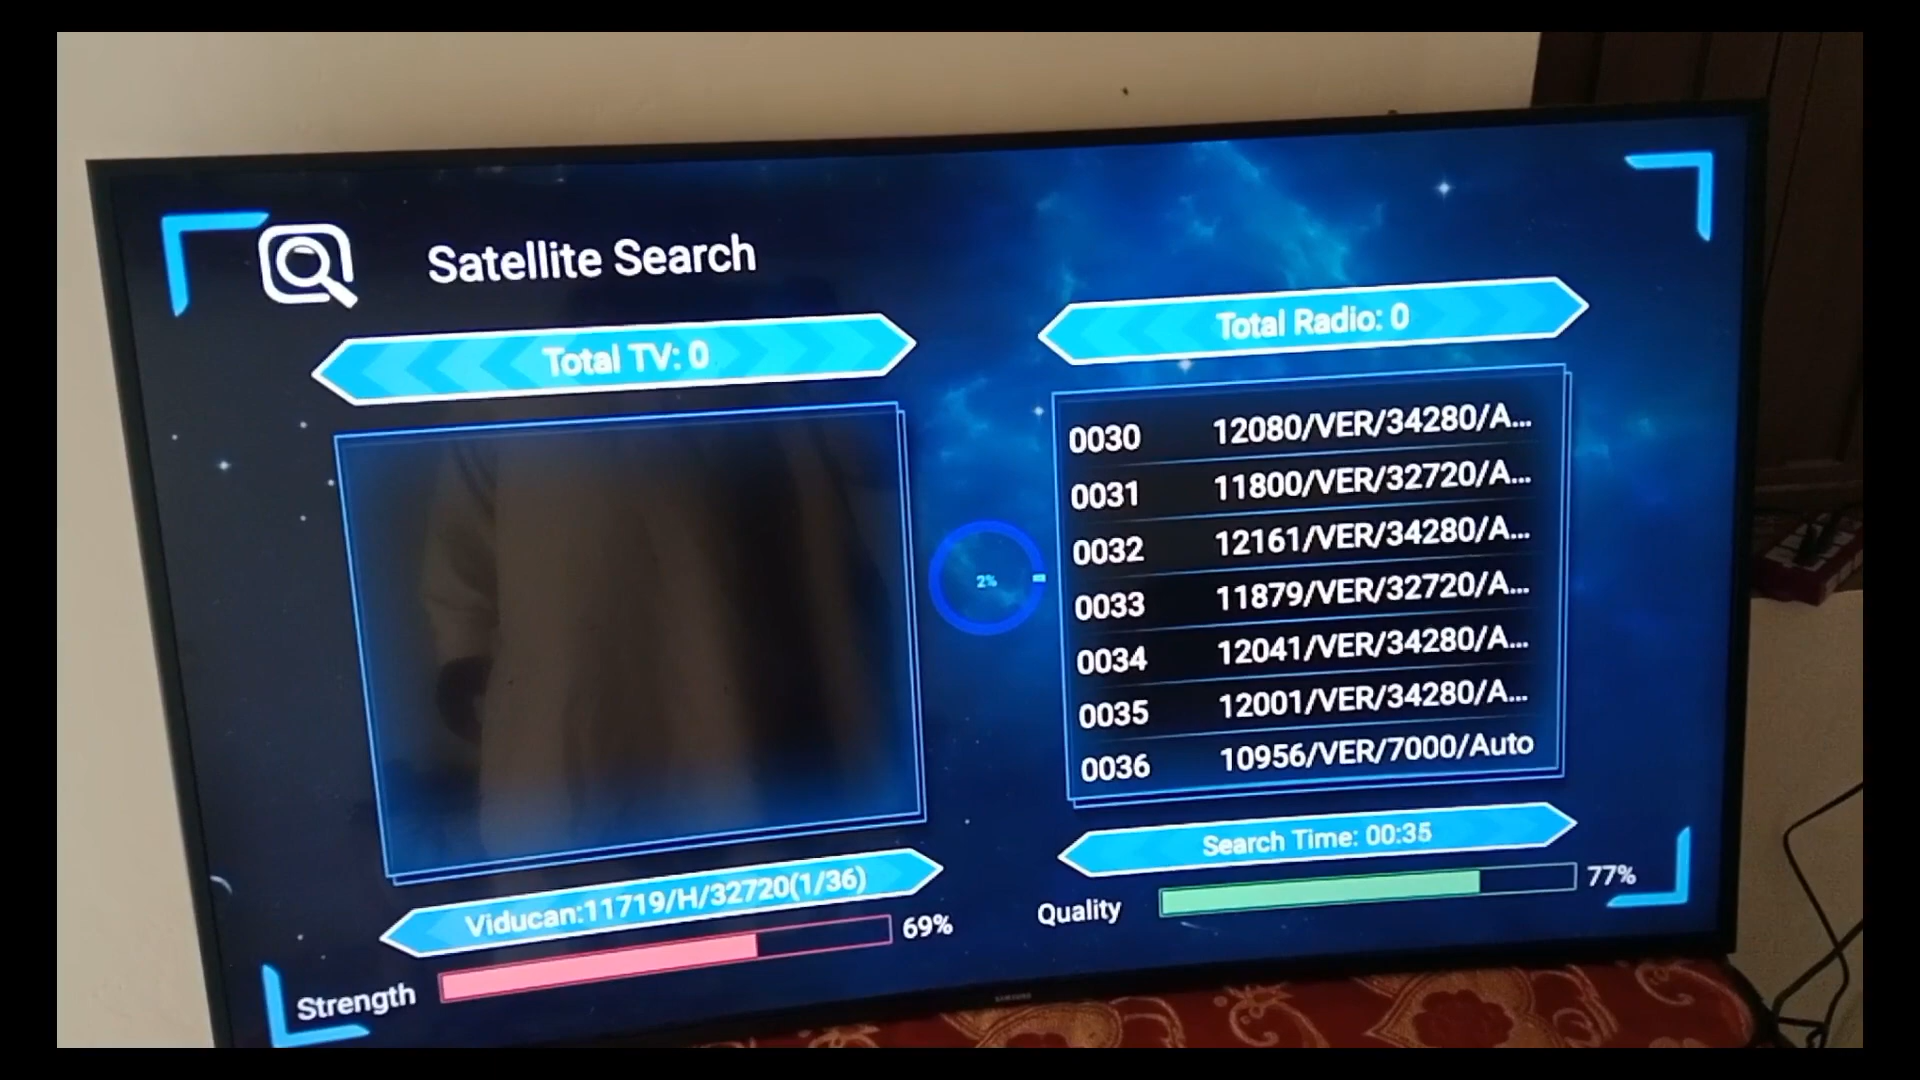 Satellite Search
Total TV: 0
Total Radio: 0
0030 12080/VER/34280/A...
0031 11800/VER/32720/A...
0032 12161/VER/34280/A...
0033 11879/VER/32720/A...
0034 12041/VER/34280/A...
0035 12001/VER/34280/A...
0036 10956/VER/7000/Auto
2%
Viducan:11719/H/32720(1/36)
Search Time: 00:35
Strength 69%
Quality 77%
SAMSUNG